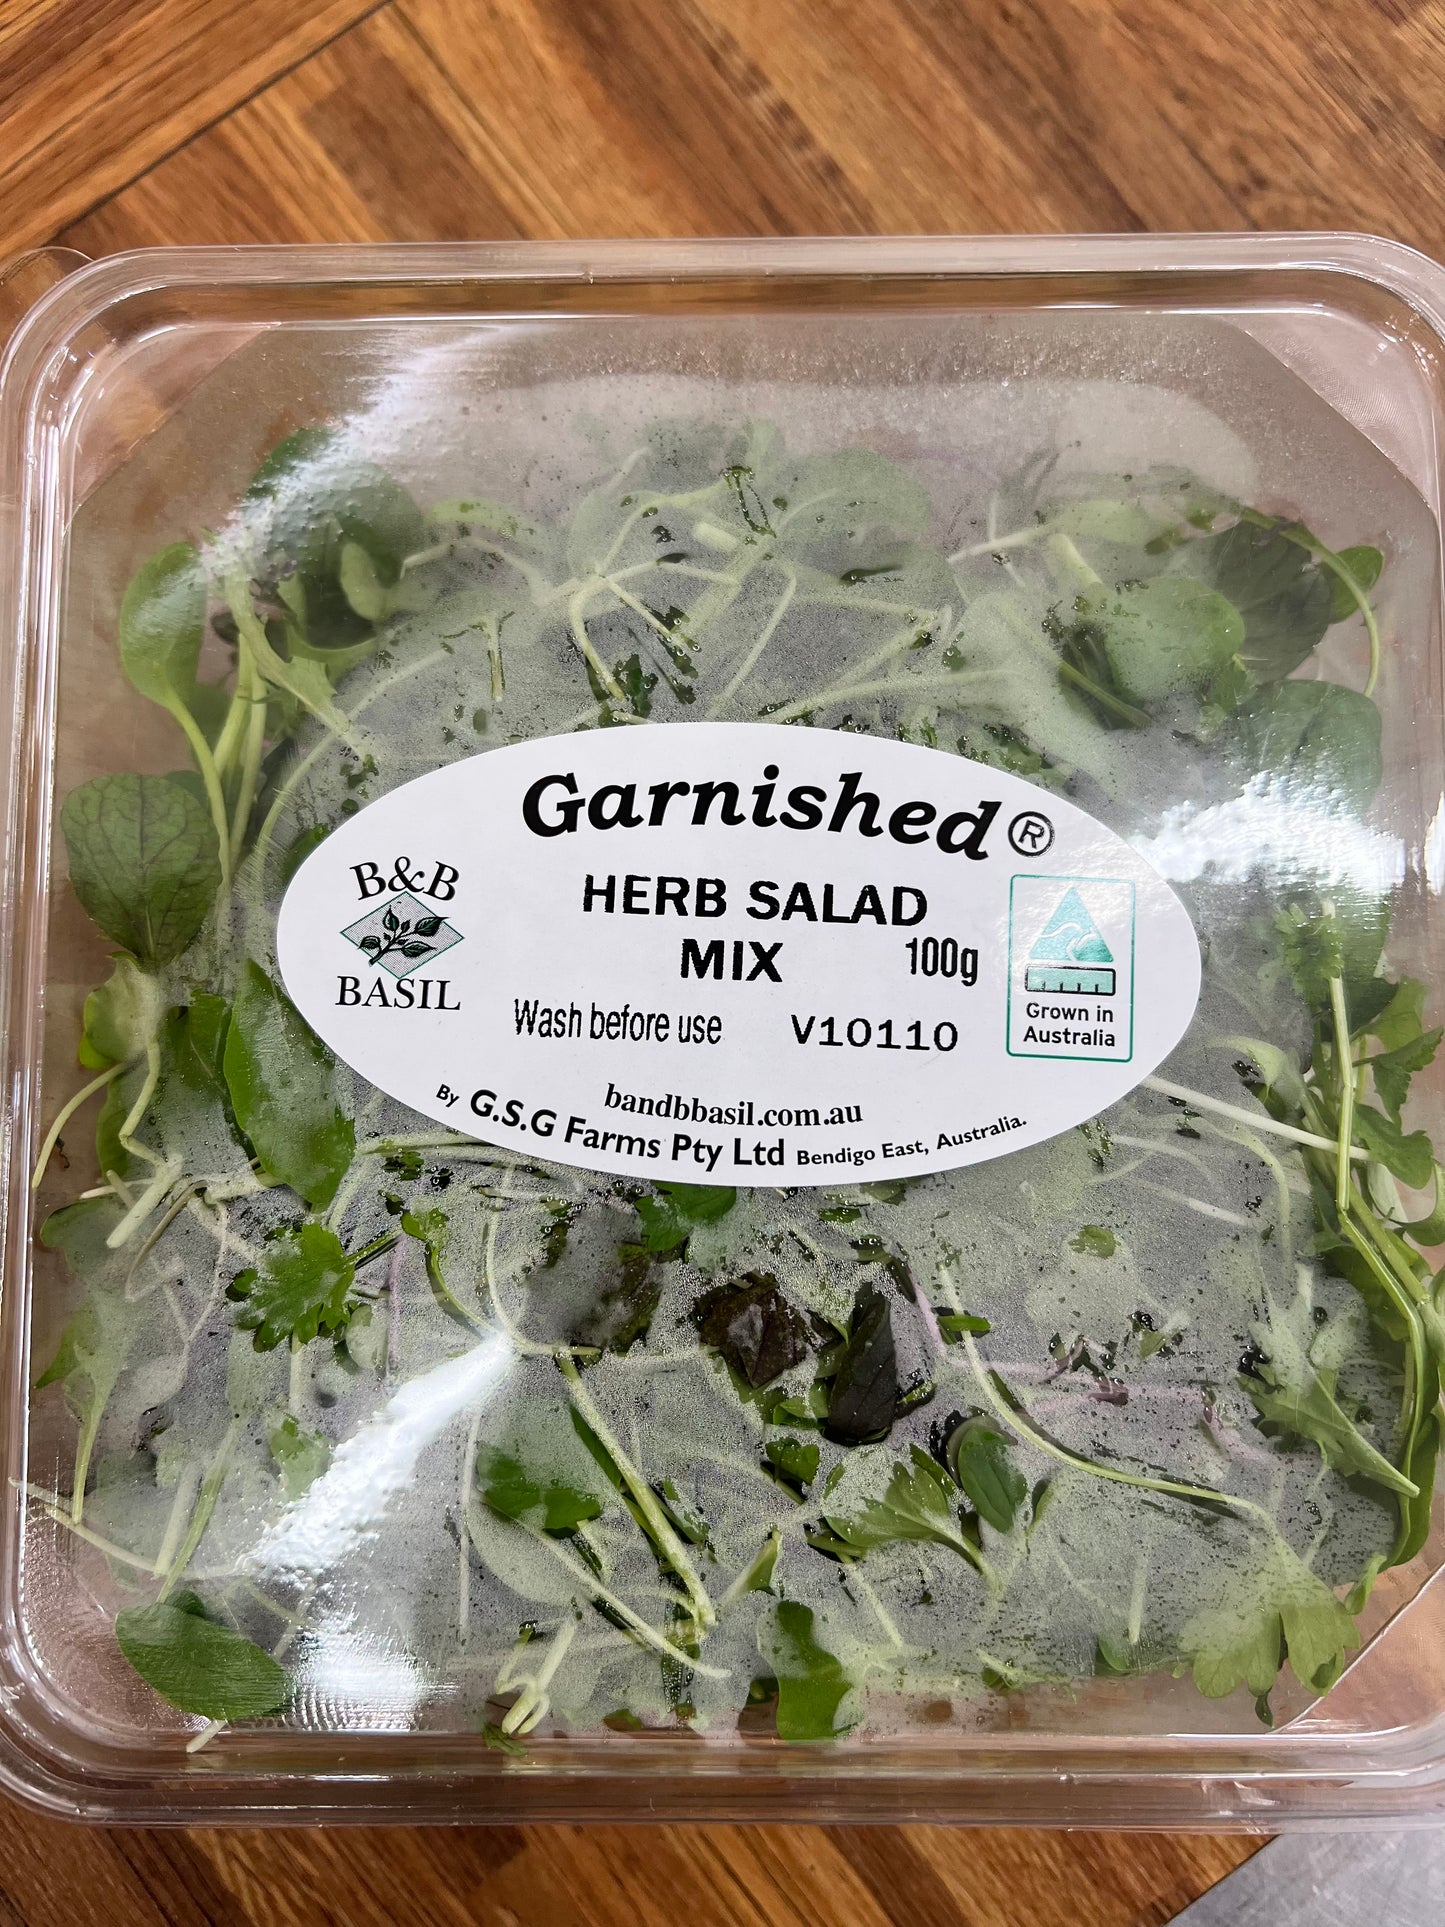 Garnished®
B&B
BASIL
HERB SALAD
MIX 100g
Wash before use V10110
Grown in
Australia
bandbbasil.com.au
By G.S.G Farms Pty Ltd Bendigo East, Australia.